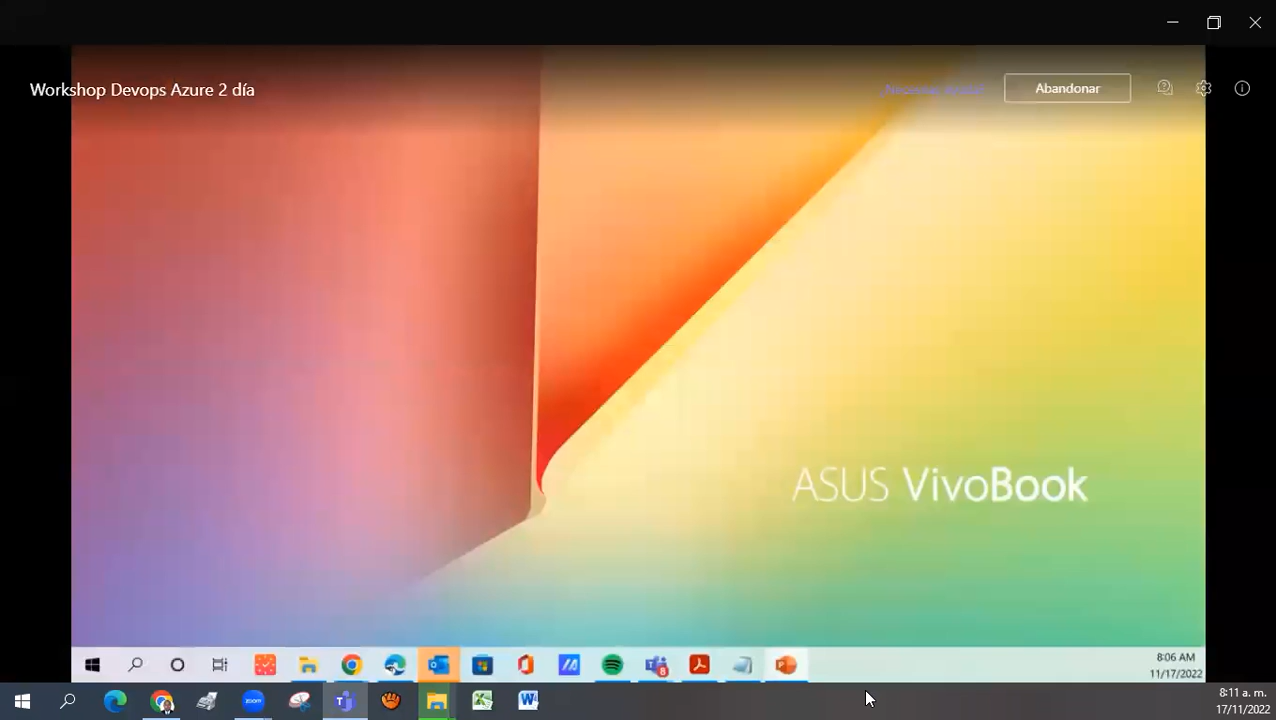 Workshop Devops Azure 2 día
Abandonar
ASUS VivoBook
8:06 AM
11/17/2022
8:11 a. m.
17/11/2022
zoom